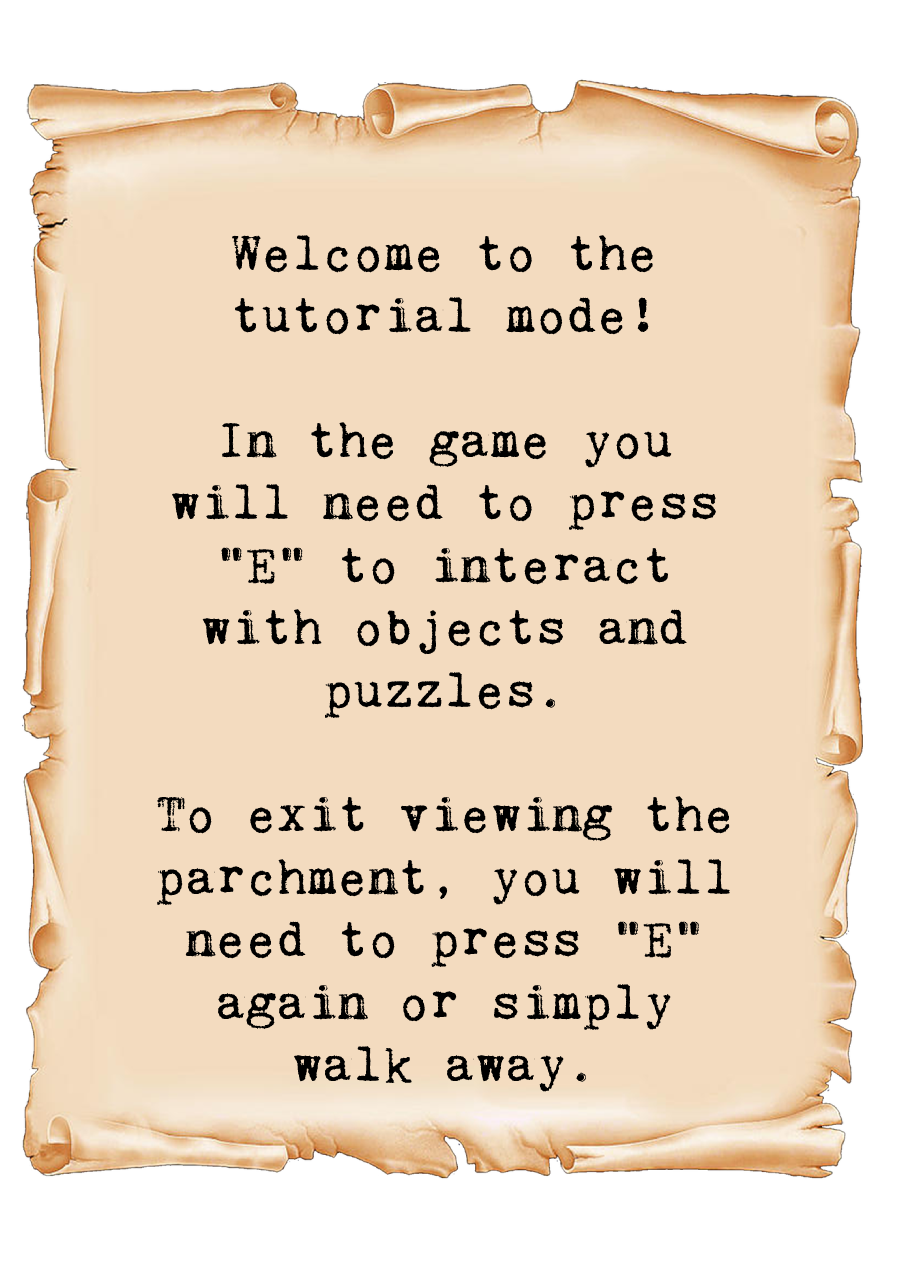 Welcome to the
tutorial mode!
In the game you
will need to press
"E" to interact
with objects and
puzzles.
To exit viewing the
parchment, you will
need to press "E"
again or simply
walk away.